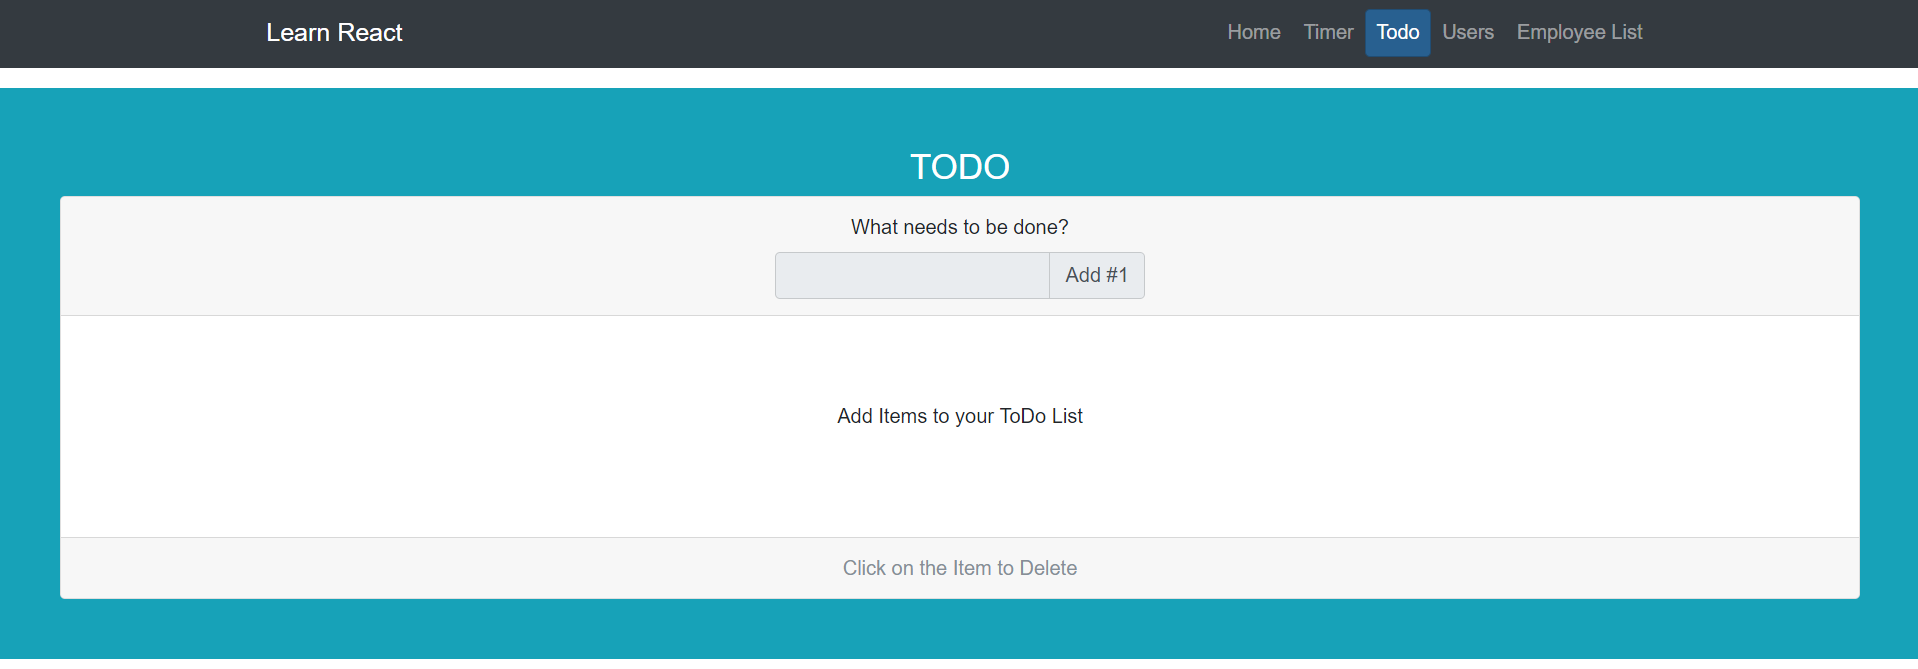 Learn React Home Timer Todo Users Employee List
TODO
What needs to be done?
Add #1
Add Items to your ToDo List
Click on the Item to Delete